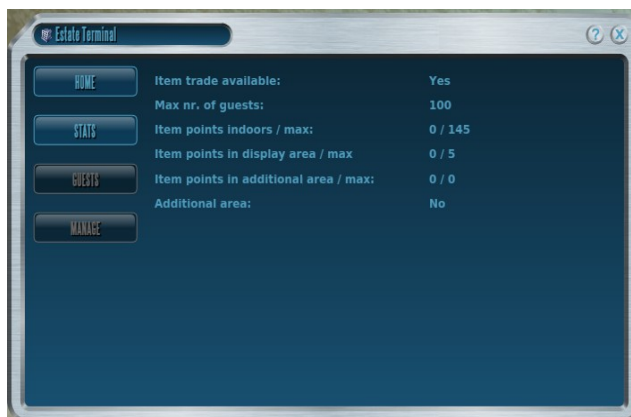 Estate Terminal
? X
HOME
Item trade available: Yes
Max nr. of guests: 100
STATS
Item points indoors / max: 0 / 145
Item points in display area / max 0 / 5
GUESTS
Item points in additional area / max: 0 / 0
Additional area: No
MANAGE